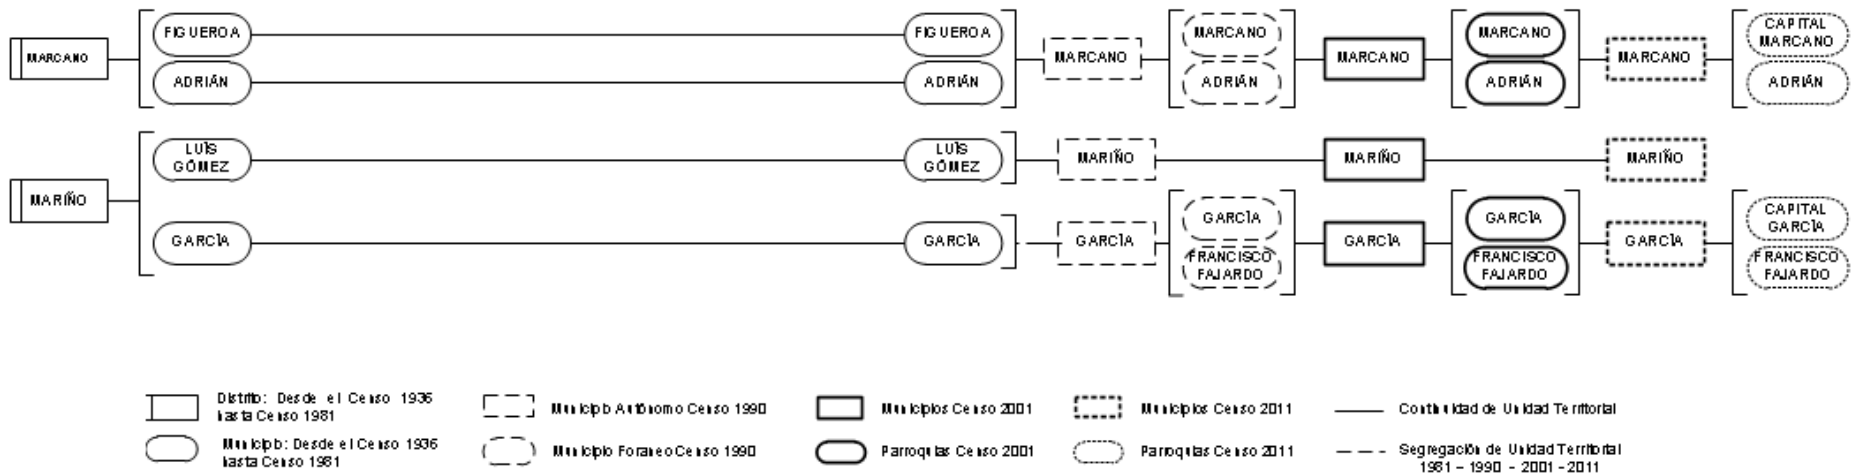 MARCANO
FIGUEROA
ADRIÁN
FIGUEROA
ADRIÁN
MARCANO
MARCANO
ADRIÁN
MARCANO
MARCANO
ADRIÁN
MARCANO
CAPITAL
MARCANO
ADRIÁN
MARIÑO
LUÍS
GÓMEZ
GARCÍA
LUÍS
GÓMEZ
GARCÍA
MARIÑO
GARCÍA
GARCÍA
FRANCISCO
FAJARDO
MARIÑO
GARCÍA
GARCÍA
FRANCISCO
FAJARDO
MARIÑO
GARCÍA
CAPITAL
GARCÍA
FRANCISCO
FAJARDO
Distrito: Desde el Censo 1936
hasta Censo 1981
Municipio: Desde el Censo 1936
hasta Censo 1981
Municipio Autónomo Censo 1990
Municipio Foraneo Censo 1990
Municipios Censo 2001
Parroquias Censo 2001
Municipios Censo 2011
Parroquias Censo 2011
Continuidad de Unidad Territorial
Segregación de Unidad Territorial
1981 – 1990 – 2001 - 2011